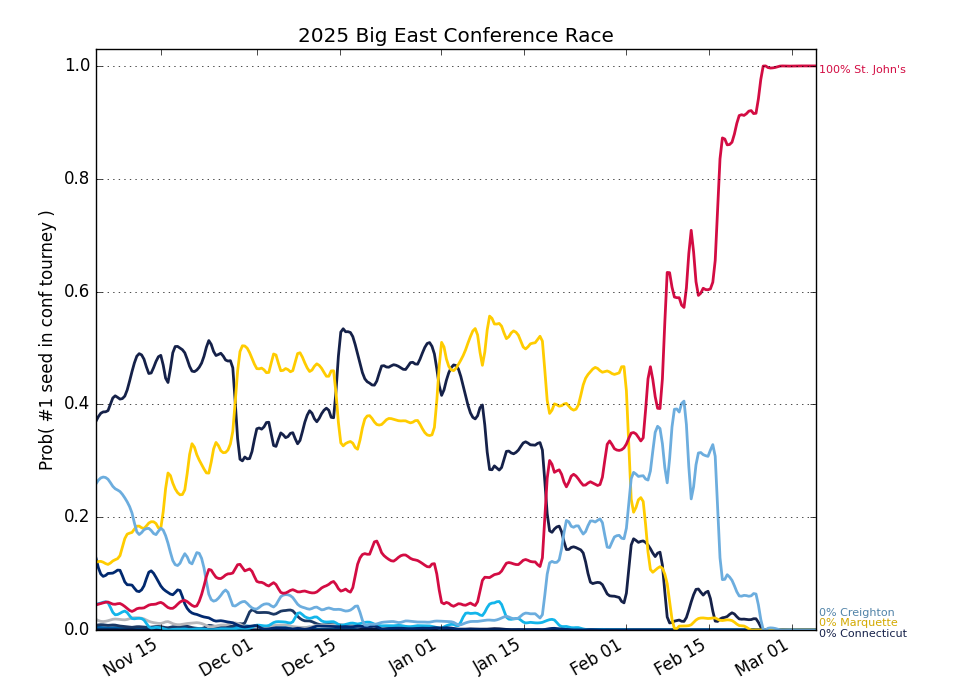 2025 Big East Conference Race
Prob( #1 seed in conf tourney )
1.0
0.8
0.6
0.4
0.2
0.0
100% St. John's
0% Creighton
0% Marquette
0% Connecticut
Nov 15
Dec 01
Dec 15
Jan 01
Jan 15
Feb 01
Feb 15
Mar 01